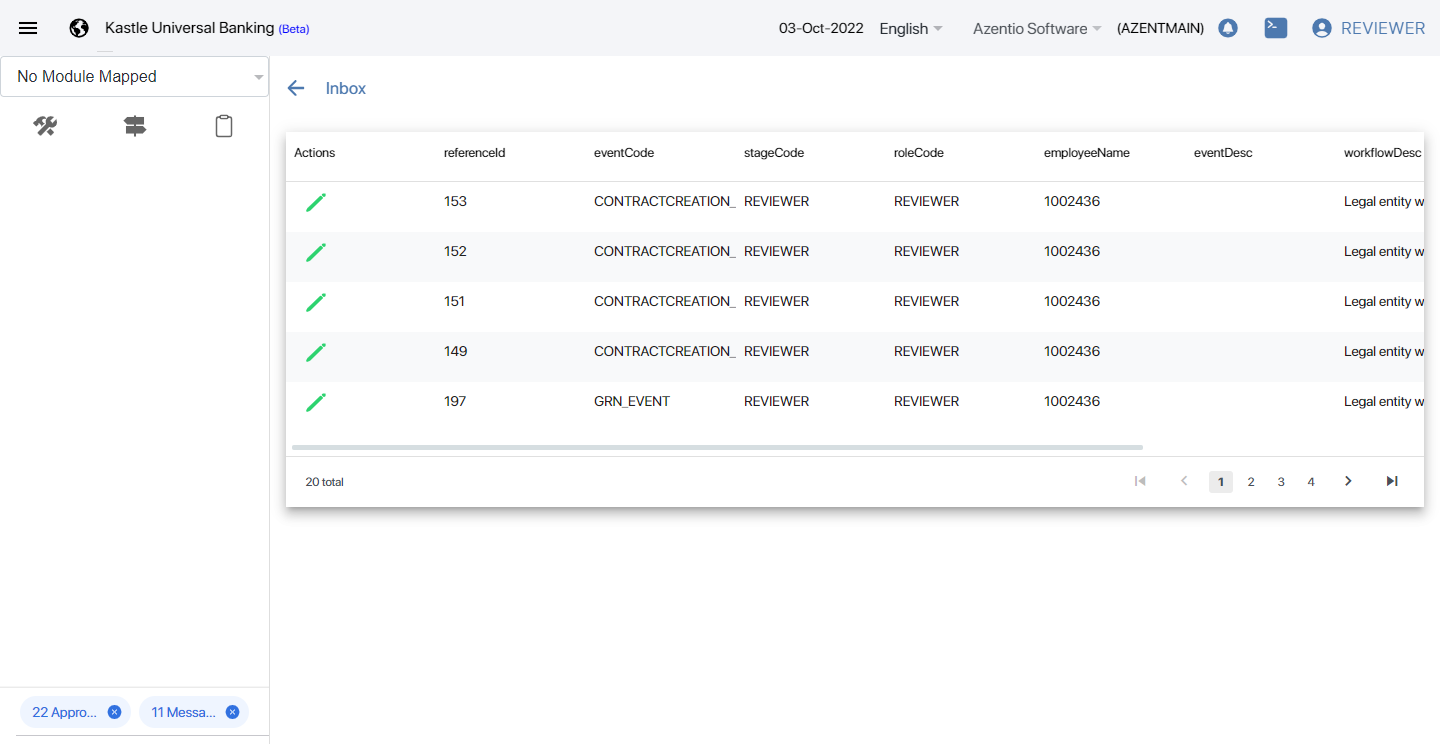 Kastle Universal Banking (Beta) 03-Oct-2022 English Azentio Software (AZENTMAIN) REVIEWER
No Module Mapped
Inbox
Actions referenceId eventCode stageCode roleCode employeeName eventDesc workflowDesc
153 CONTRACTCREATION_ REVIEWER REVIEWER 1002436 Legal entity w
152 CONTRACTCREATION_ REVIEWER REVIEWER 1002436 Legal entity w
151 CONTRACTCREATION_ REVIEWER REVIEWER 1002436 Legal entity w
149 CONTRACTCREATION_ REVIEWER REVIEWER 1002436 Legal entity w
197 GRN_EVENT REVIEWER REVIEWER 1002436 Legal entity w
20 total 1 2 3 4
22 Appro... 11 Messa...